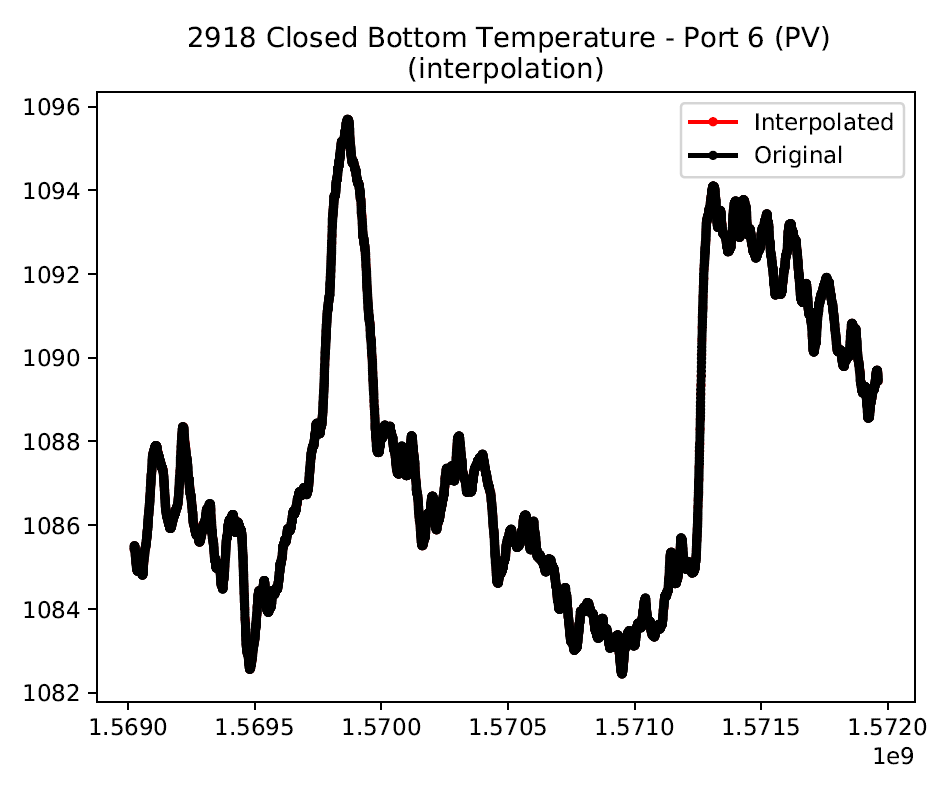 2918 Closed Bottom Temperature - Port 6 (PV)
(interpolation)
1096
1094
1092
1090
1088
1086
1084
1082
Interpolated
Original
1.5690 1.5695 1.5700 1.5705 1.5710 1.5715 1.5720
1e9